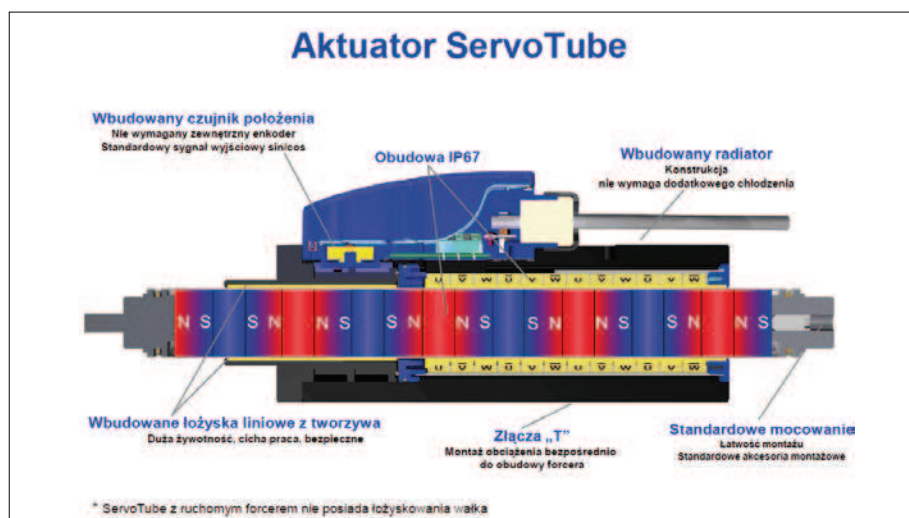 Aktuator ServoTube
Wbudowany czujnik położenia
Nie wymagany zewnętrzny enkoder
Standardowy sygnał wyjściowy sin/cos
Obudowa IP67
Wbudowany radiator
Konstrukcja
nie wymaga dodatkowego chłodzenia
N S S N N S S N N S S N N S S N N S
Wbudowane łożyska liniowe z tworzywa
Duża żywotność, cicha praca, bezpieczne
Złącza „T”
Montaż obciążenia bezpośrednio
do obudowy forcera
Standardowe mocowanie
Łatwość montażu
Standardowe akcesoria montażowe
* ServoTube z ruchomym forcerem nie posiada łożyskowania wałka